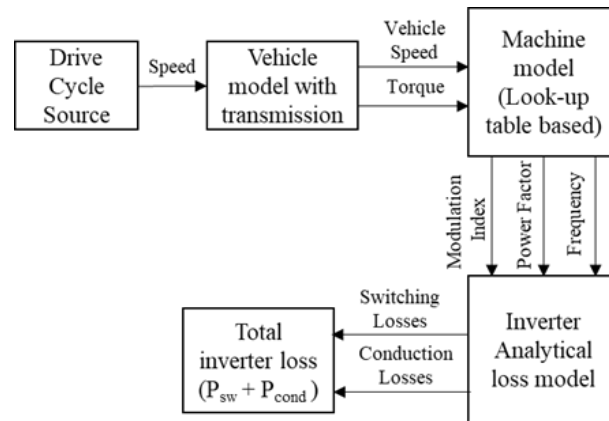 Drive
Cycle
Source
Speed
Vehicle
model with
transmission
Vehicle
Speed
Torque
Machine
model
(Look-up
table based)
Modulation
Index
Power Factor
Frequency
Switching
Losses
Conduction
Losses
Inverter
Analytical
loss model
Total
inverter loss
(Psw + Pcond )